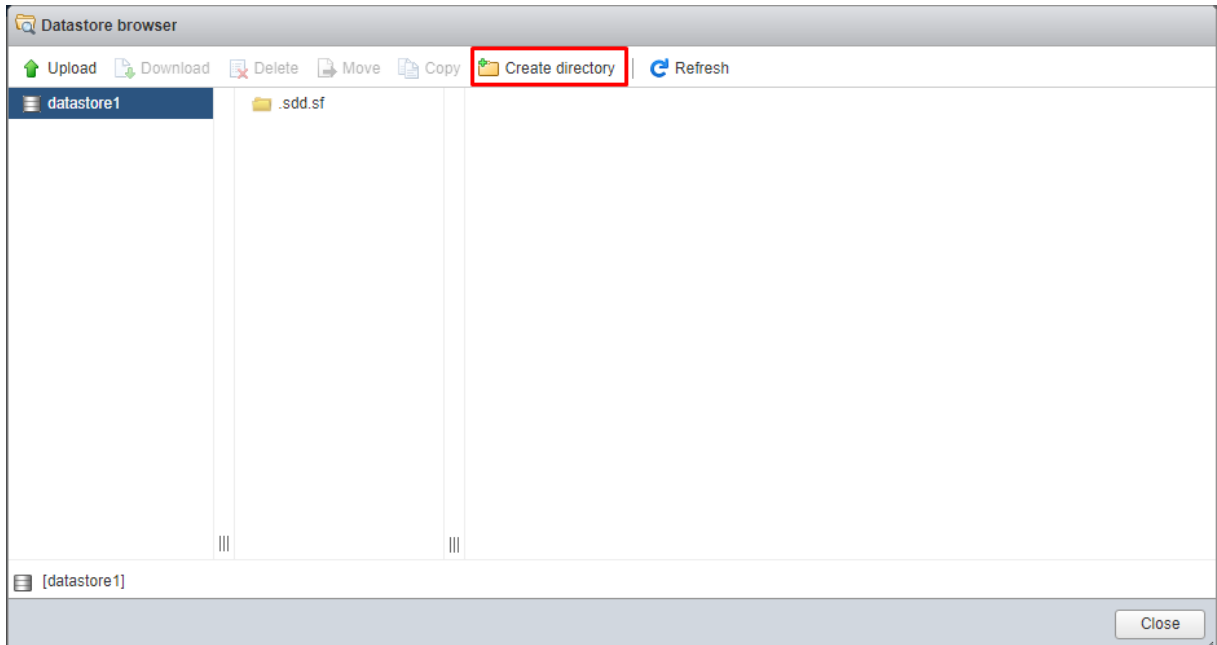 Datastore browser
Upload Download Delete Move Copy Create directory Refresh
datastore1 .sdd.sf
[datastore1]
Close